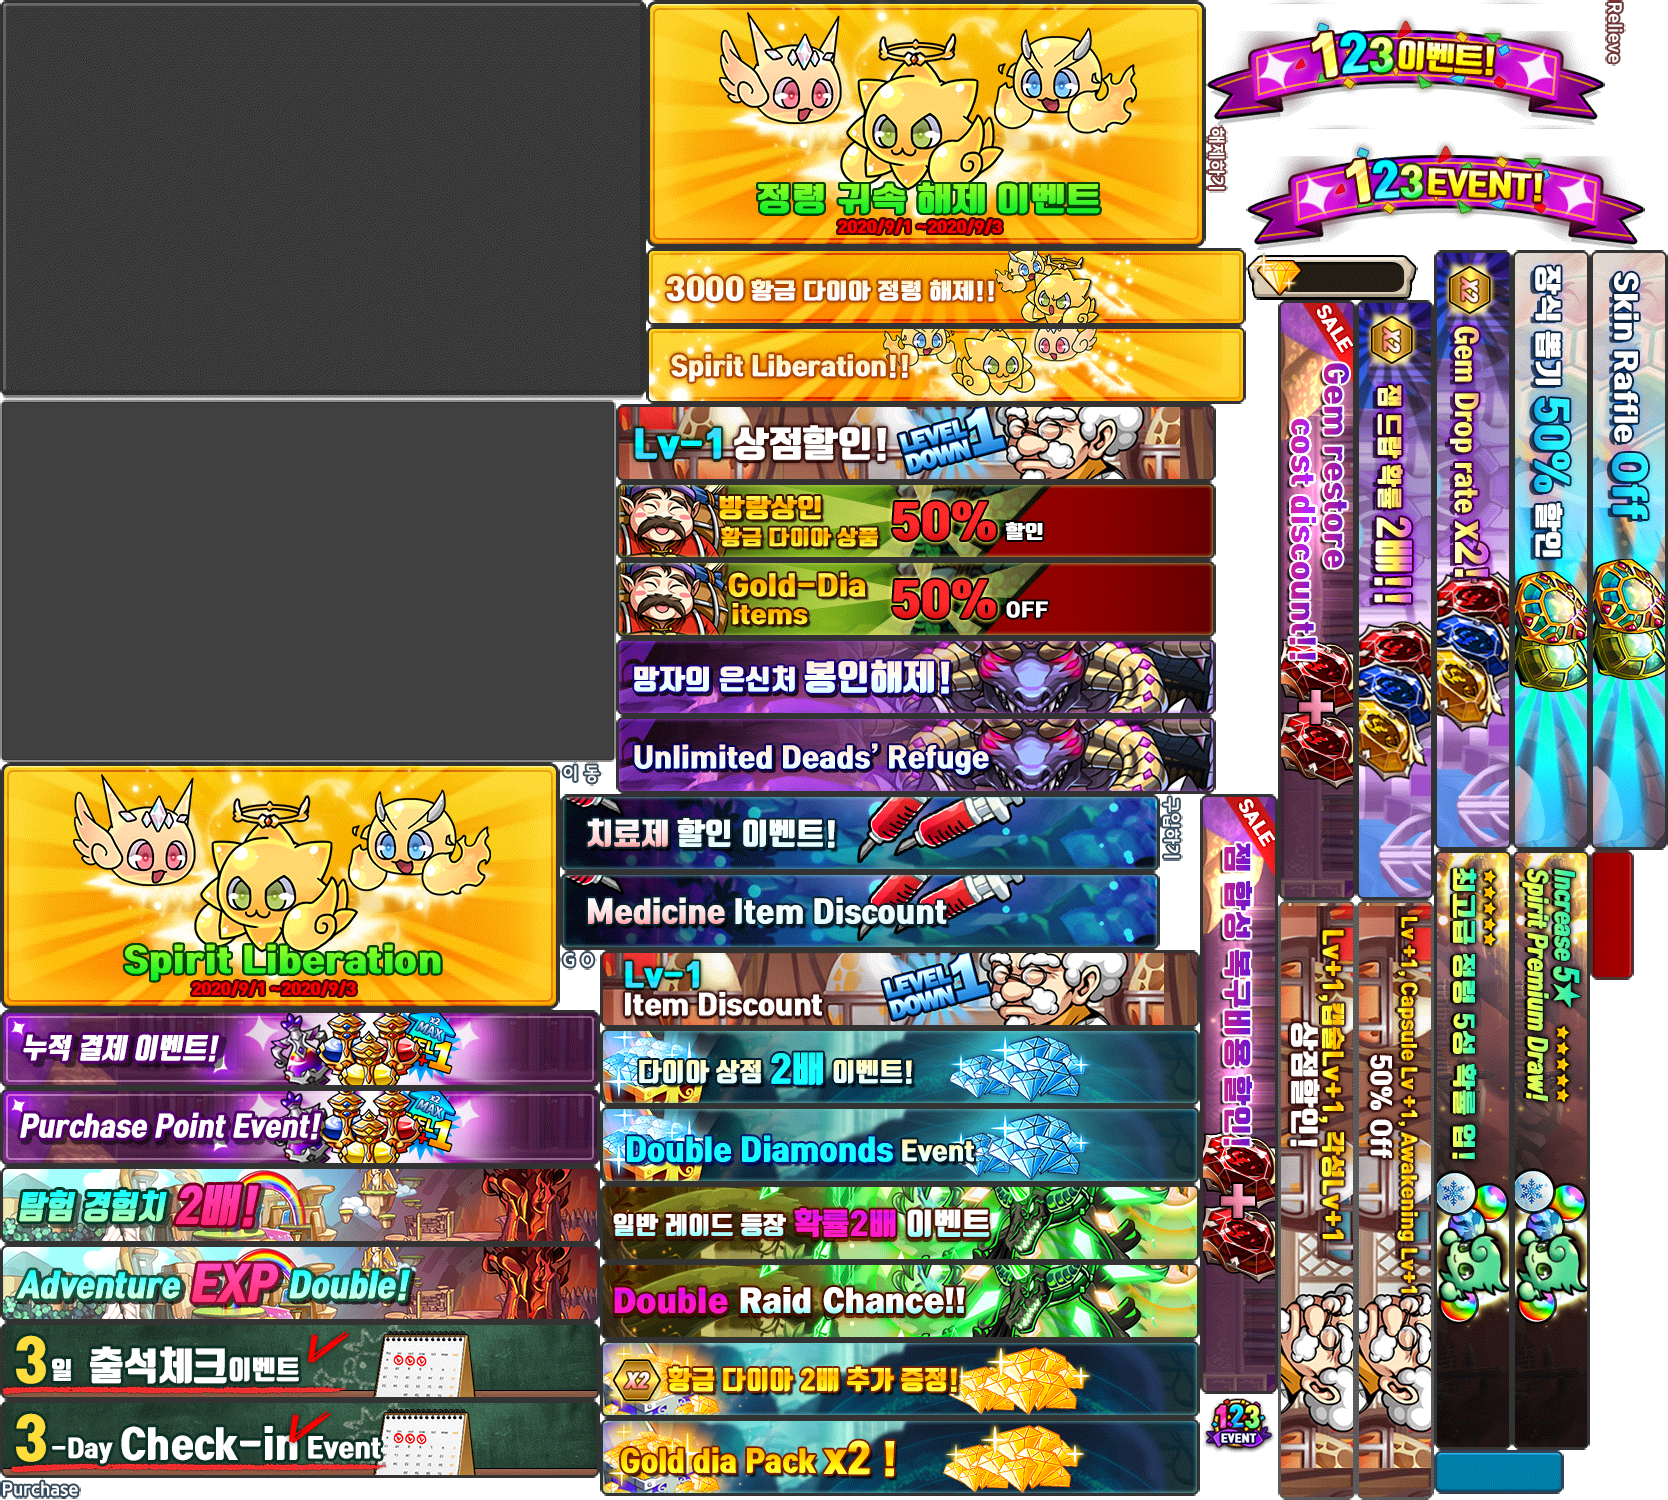 정령 귀속 해제 이벤트
2020/9/1 ~2020/9/3
123이벤트!
Relieve
해제하기
123EVENT!
3000 황금 다이아 정령 해제!!
Spirit Liberation!!
Lv-1 상점할인!
LEVEL DOWN 1
방랑상인
황금 다이아 상품
50% 할인
Gold-Dia
items
50% OFF
망자의 은신처 봉인해제!
Unlimited Deads’ Refuge
SALE
Gem restore
cost discount!!
X2
잼 드랍 확률 2배!!
X2
Gem Drop rate X2!
장식 뽑기 50% 할인
Skin Raffle Off
Spirit Liberation
2020/9/1 ~2020/9/3
이 동
치료제 할인 이벤트!
구입하기
Medicine Item Discount
G O
Lv-1
Item Discount
LEVEL DOWN 1
누적 결제 이벤트!
x2
MAX
+1
Purchase Point Event!
x2
MAX
+1
탐험 경험치 2배!
Adventure EXP Double!
3일 출석체크이벤트
3-Day Check-in Event
Purchase
다이아 상점 2배 이벤트!
Double Diamonds Event
일반 레이드 등장 확률2배 이벤트
Double Raid Chance!!
X2
황금 다이아 2배 추가 증정!
Gold dia Pack x2 !
SALE
잼 합성 복구비용 할인!
123
EVENT
Lv+1,캡슐Lv+1, 각성Lv+1
상점할인!
Lv +1 ,Capsule Lv +1, Awakening Lv+1
50% Off
★★★★★
최고급 정령 5성 확률 업!
Increase 5★ ★★★★★
Spirit Premium Draw!